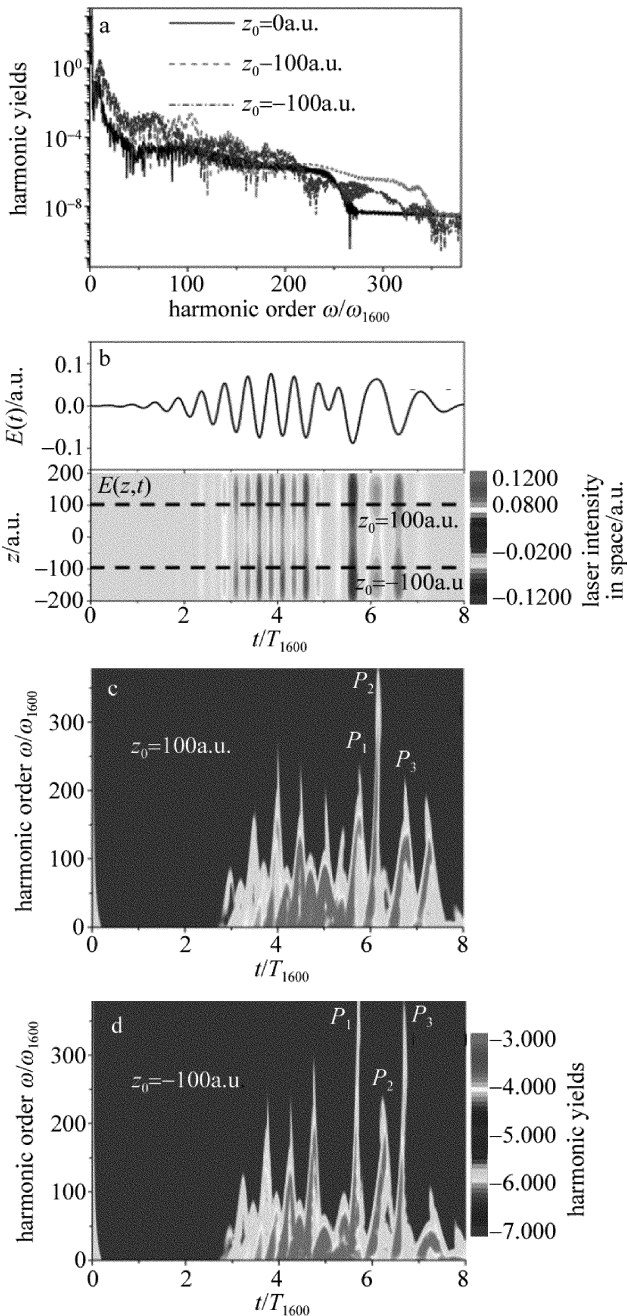 a
z₀=0a.u.
z₀−100a.u.
z₀=−100a.u.
harmonic yields
10⁰
10⁻⁴
10⁻⁸
0 100 200 300
harmonic order ω/ω₁₆₀₀
b
E(t)/a.u.
0.1
0.0
−0.1
E(z,t)
z/a.u.
200
100
0
−100
−200
z₀=100a.u.
z₀=−100a.u
0.1200
0.0800
−0.0200
−0.1200
laser intensity
in space/a.u.
0 2 4 6 8
t/T₁₆₀₀
c
z₀=100a.u.
P₁
P₂
P₃
harmonic order ω/ω₁₆₀₀
300
200
100
0
0 2 4 6 8
t/T₁₆₀₀
d
z₀=−100a.u
P₁
P₂
P₃
harmonic order ω/ω₁₆₀₀
300
200
100
0
−3.000
−4.000
−5.000
−6.000
−7.000
harmonic yields
0 2 4 6 8
t/T₁₆₀₀